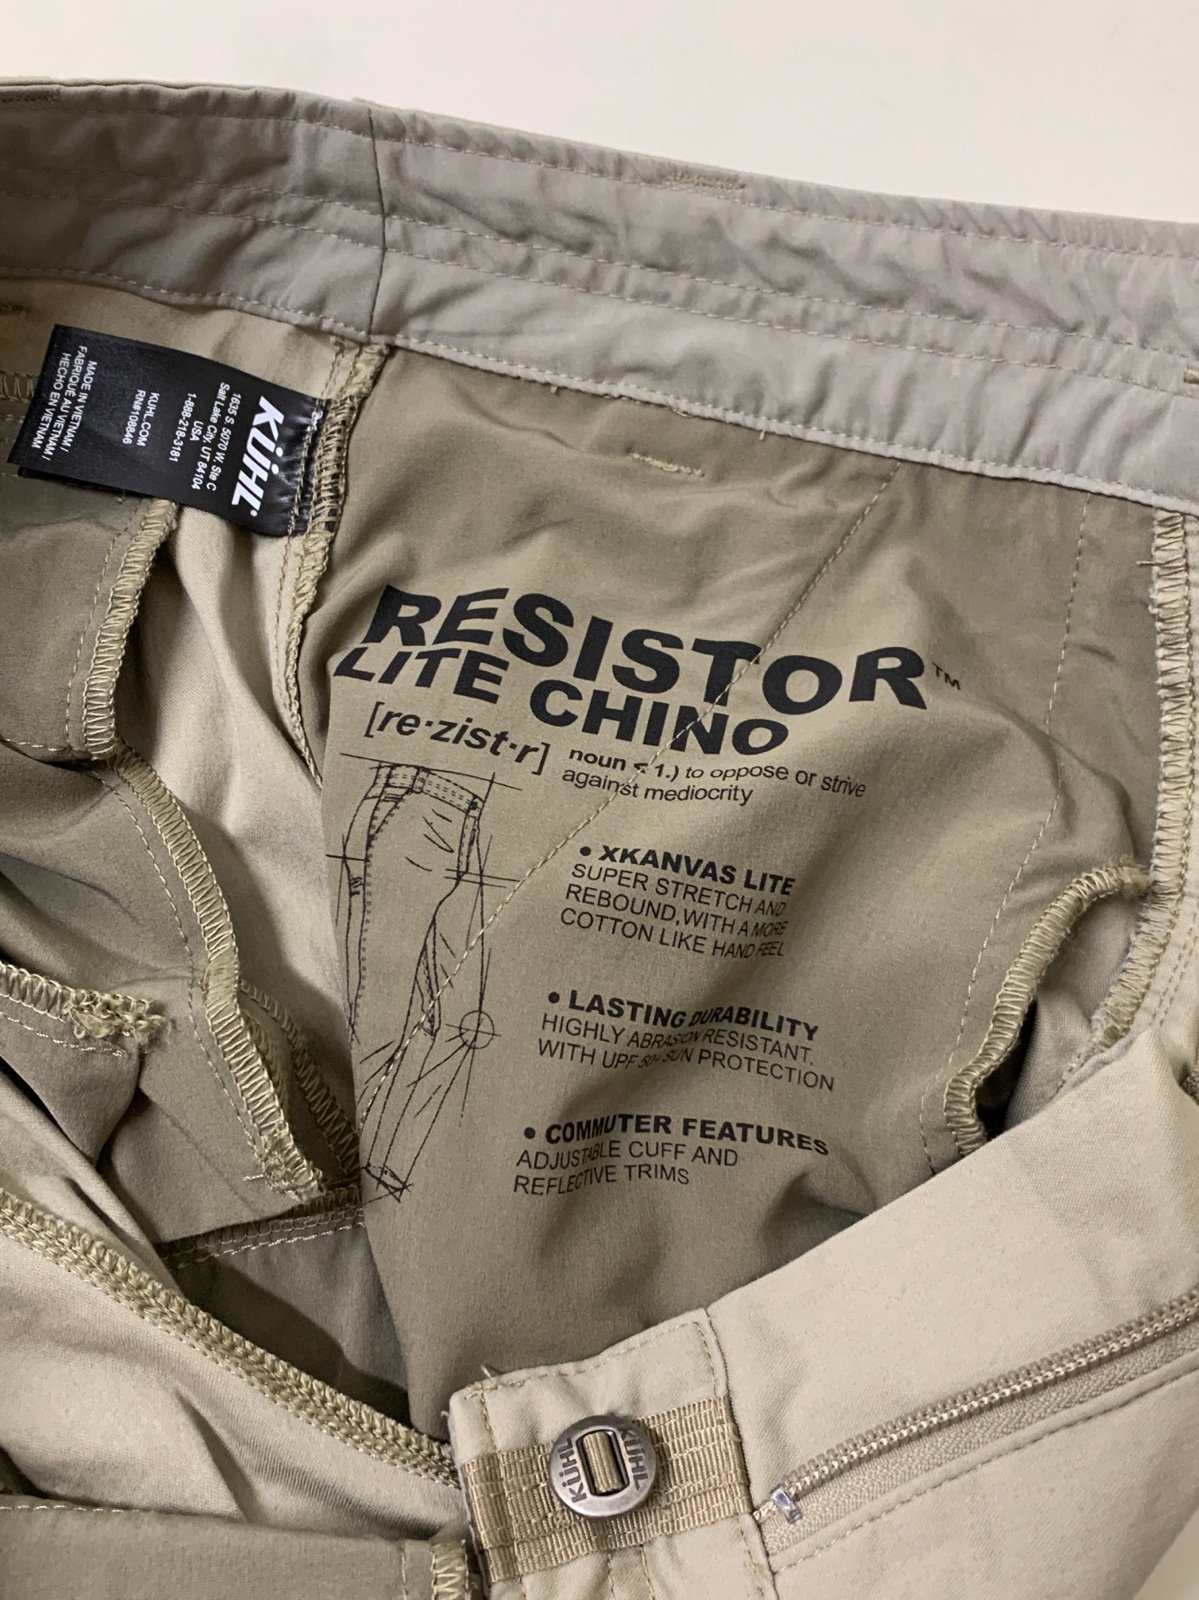 KÜHL
1635 S. 5070 W, Ste C
Salt Lake City, UT 84104
USA
1-888-218-3181
KUHL.COM
RN#108846
MADE IN VIETNAM /
FABRIQUÉ AU VIETNAM /
HECHO EN VIETNAM /
RESISTOR™
LITE CHINO
[re·zist·r]
noun < 1.) to oppose or strive
against mediocrity
• XKANVAS LITE
SUPER STRETCH AND
REBOUND, WITH A MORE
COTTON LIKE HAND FEEL
• LASTING DURABILITY
HIGHLY ABRASION RESISTANT,
WITH UPF 50+ SUN PROTECTION
• COMMUTER FEATURES
ADJUSTABLE CUFF AND
REFLECTIVE TRIMS
KÜHL
KÜHL